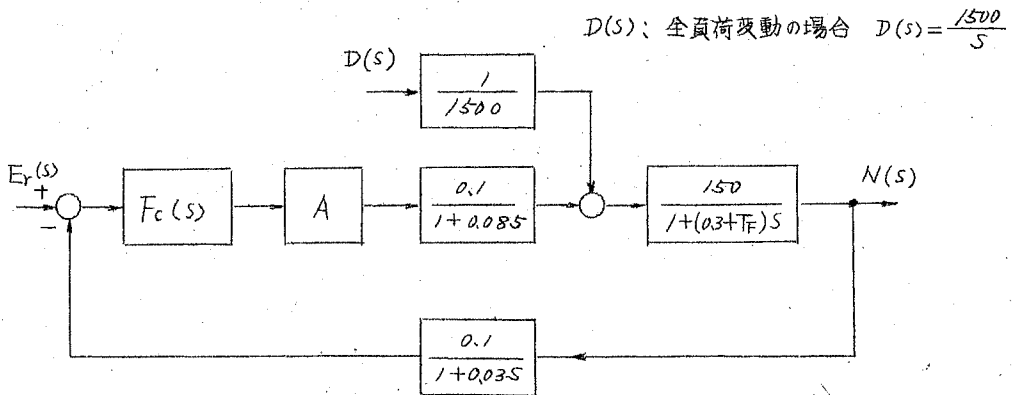 D(S): 全負荷変動の場合 D(S)=1500/S
D(S)
1/1500
Er(S)
+
−
Fc(S)
A
0.1/1+0.08S
150/1+(0.3+TF)S
N(S)
0.1/1+0.03S